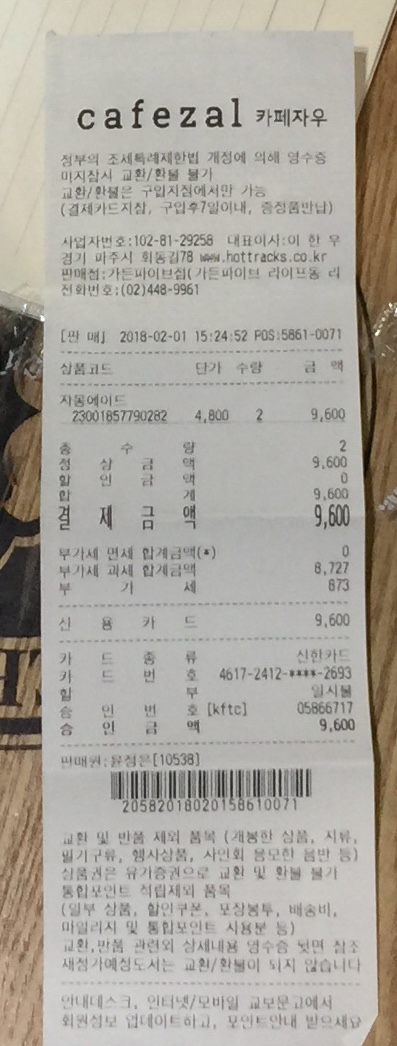 cafezal 카페자우
정부의 조세특례제한법 개정에 의해 영수증
미지참시 교환/환불 불가
교환/환불은 구입지점에서만 가능
(결제카드지참, 구입후7일이내, 증정품반납)
사업자번호:102-81-29258 대표이사:이 한 우
경기 파주시 회동길78 www.hottracks.co.kr
판매점:가든파이브점(가든파이브 라이프동 리
전화번호:(02)448-9961
[판 매] 2018-02-01 15:24:52 POS:5861-0071
상품코드 단가 수량 금 액
자몽에이드
23001857790282 4,800 2 9,600
총 수 량 2
정 상 금 액 9,600
할 인 금 액 0
합 계 9,600
결 제 금 액 9,600
부가세 면세 합계금액(*) 0
부가세 과세 합계금액 8,727
부 가 세 873
신 용 카 드 9,600
카 드 종 류 신한카드
카 드 번 호 4617-2412-****-2693
할 부 일시불
승 인 번 호 [kftc] 05866717
승 인 금 액 9,600
판매원:윤정은[10538]
20582018020158610071
교환 및 반품 제외 품목 (개봉한 상품, 지류,
필기구류, 행사상품, 사인회 응모한 음반 등)
상품권은 유가증권으로 교환 및 환불 불가
통합포인트 적립제외 품목
(일부 상품, 할인쿠폰, 포장봉투, 배송비,
마일리지 및 통합포인트 사용분 등)
교환,반품 관련외 상세내용 영수증 뒷면 참조
재정가예정도서는 교환/환불이 되지 않습니다
안내데스크, 인터넷/모바일 교보문고에서
회원정보 업데이트하고, 포인트안내 받으세요